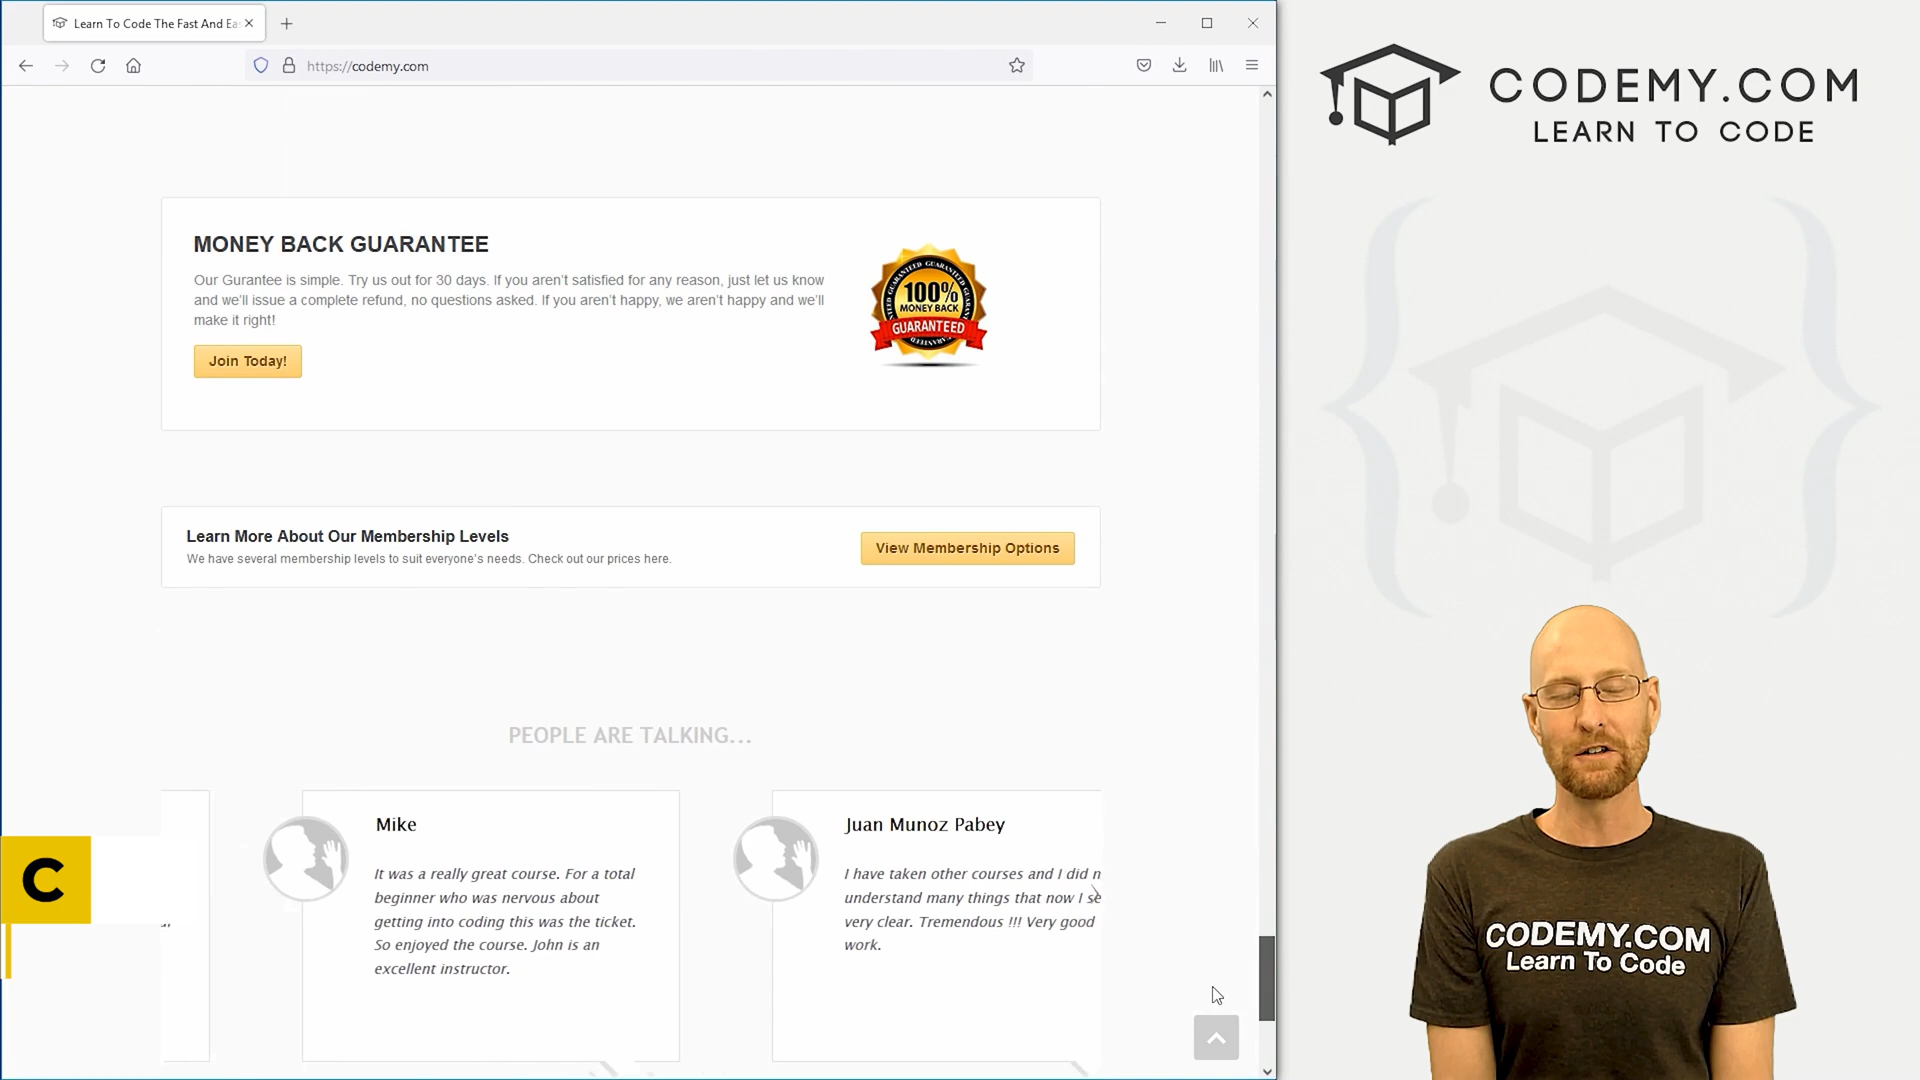 Learn To Code The Fast And Ea
https://codemy.com
CODEMY.COM
LEARN TO CODE
MONEY BACK GUARANTEE
Our Gurantee is simple. Try us out for 30 days. If you aren't satisfied for any reason, just let us know
and we'll issue a complete refund, no questions asked. If you aren't happy, we aren't happy and we'll
make it right!
Join Today!
GUARANTEED GUARANTEED GUARANTEED
100%
MONEY BACK
GUARANTEED
Learn More About Our Membership Levels
We have several membership levels to suit everyone's needs. Check out our prices here.
View Membership Options
PEOPLE ARE TALKING...
Mike
It was a really great course. For a total
beginner who was nervous about
getting into coding this was the ticket.
So enjoyed the course. John is an
excellent instructor.
Juan Munoz Pabey
I have taken other courses and I did n
understand many things that now I se
very clear. Tremendous !!! Very good
work.
C
CODEMY.COM
Learn To Code